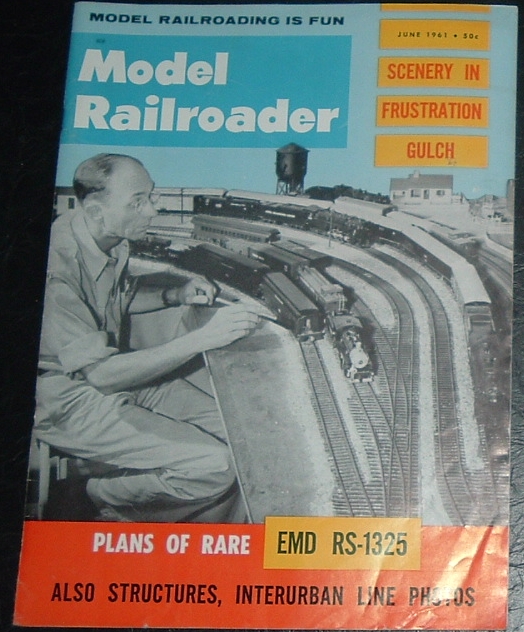 MODEL RAILROADING IS FUN
JUNE 1961 • 50¢
Model
Railroader
SCENERY IN
FRUSTRATION
GULCH
PLANS OF RARE EMD RS-1325
ALSO STRUCTURES, INTERURBAN LINE PHOTOS